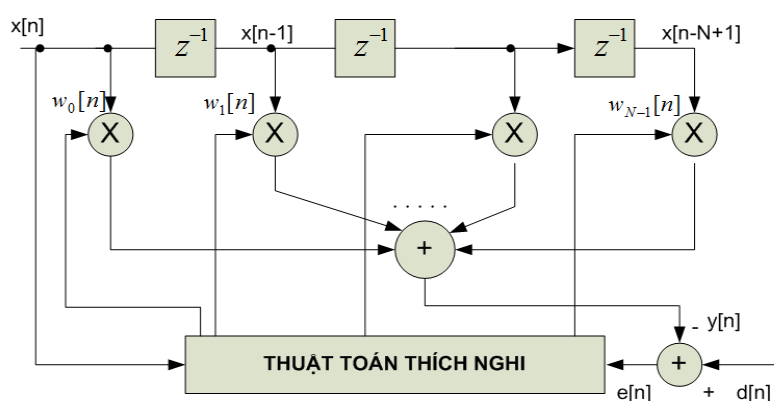 x[n]
z⁻¹
x[n-1]
z⁻¹
z⁻¹
x[n-N+1]
w₀[n]
w₁[n]
w_{N−1}[n]
X
X
X
X
. . . . .
+
- y[n]
THUẬT TOÁN THÍCH NGHI
+
e[n]
+
d[n]